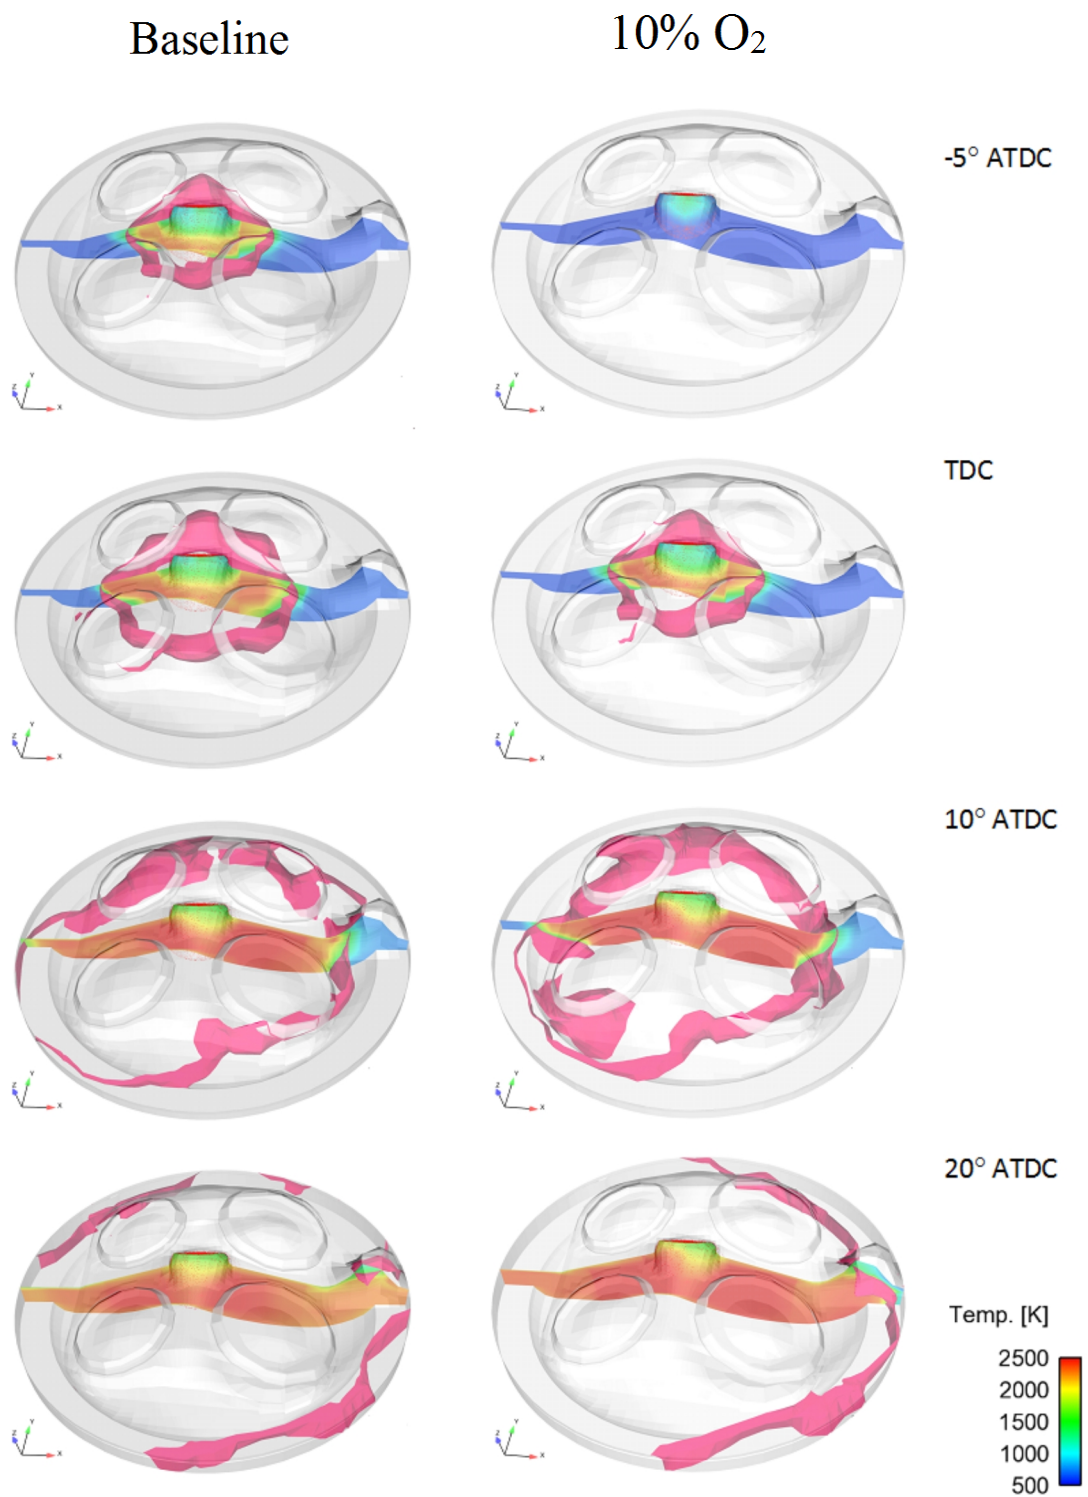 Baseline 10% O₂
-5° ATDC
Z Y X Z Y X
TDC
Z Y X Z Y X
10° ATDC
Z Y X Z Y X
20° ATDC
Temp. [K]
2500
2000
1500
1000
500
Z Y X Z Y X